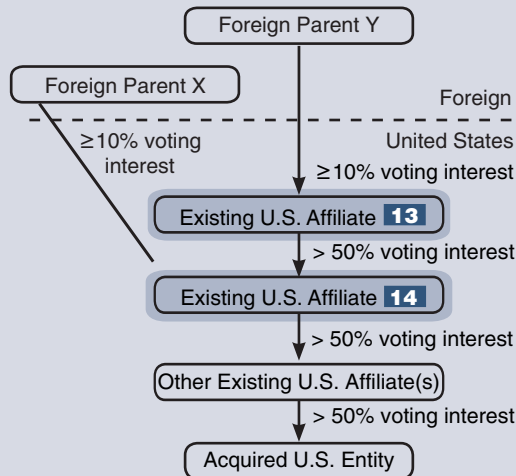 Foreign Parent Y
Foreign Parent X
Foreign
United States
≥10% voting
interest
≥10% voting interest
Existing U.S. Affiliate 13
> 50% voting interest
Existing U.S. Affiliate 14
> 50% voting interest
Other Existing U.S. Affiliate(s)
> 50% voting interest
Acquired U.S. Entity